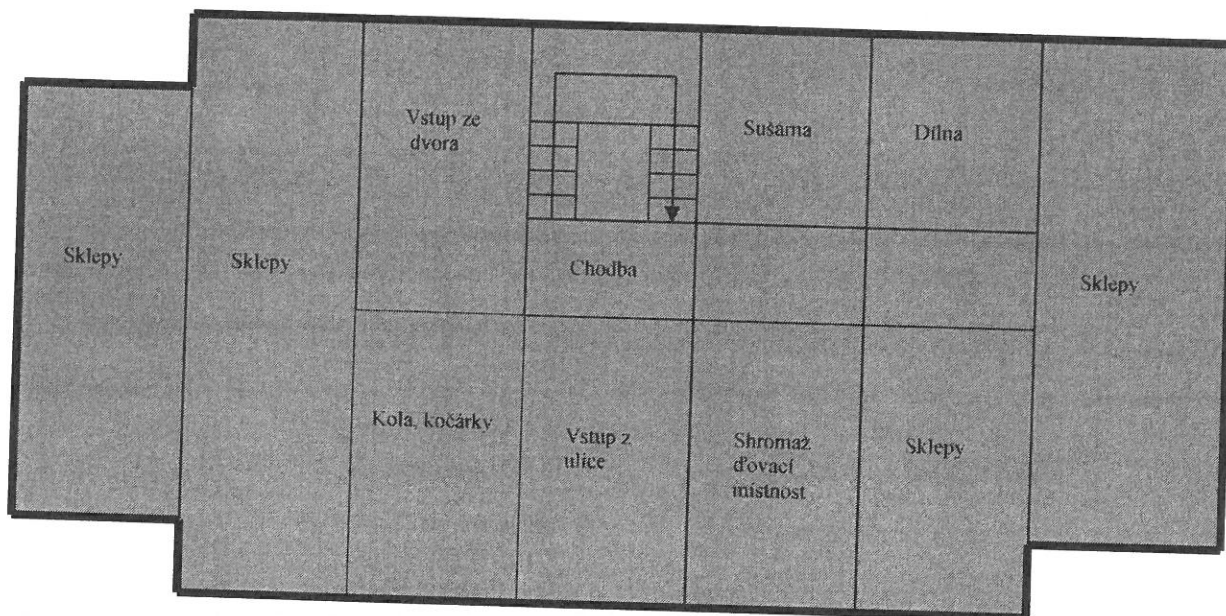 Vstup ze
dvora
Sušárna
Dílna
Sklepy
Sklepy
Chodba
Sklepy
Kola, kočárky
Vstup z
ulice
Shromaž
ďovací
místnost
Sklepy